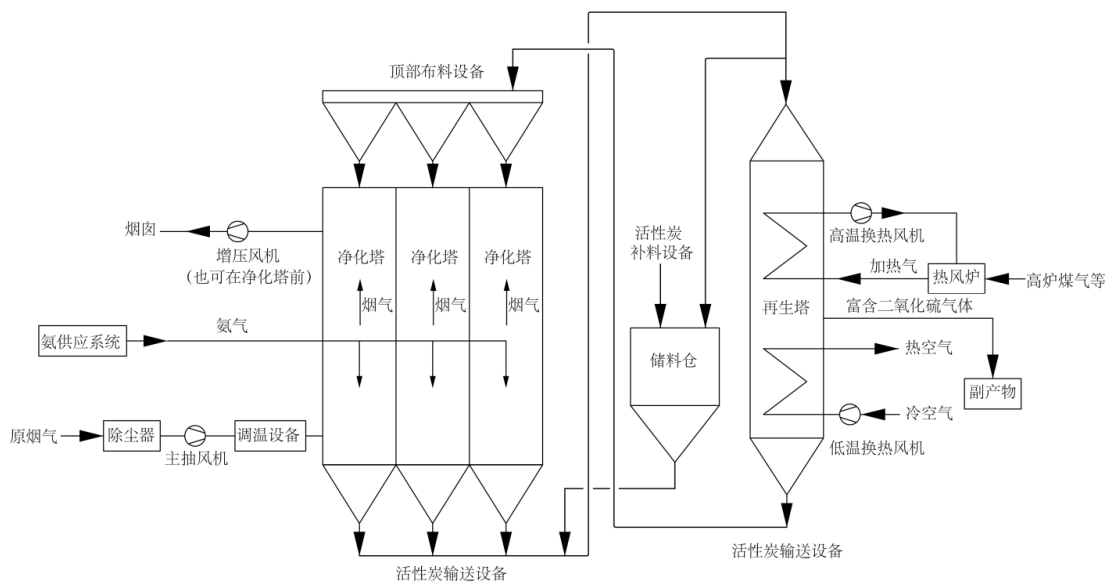 顶部布料设备
烟囱
增压风机
(也可在净化塔前)
净化塔
净化塔
净化塔
烟气
烟气
烟气
氨供应系统
氨气
原烟气
除尘器
主抽风机
调温设备
活性炭输送设备
活性炭
补料设备
储料仓
再生塔
高温换热风机
加热气
热风炉
高炉煤气等
富含二氧化硫气体
热空气
副产物
冷空气
低温换热风机
活性炭输送设备